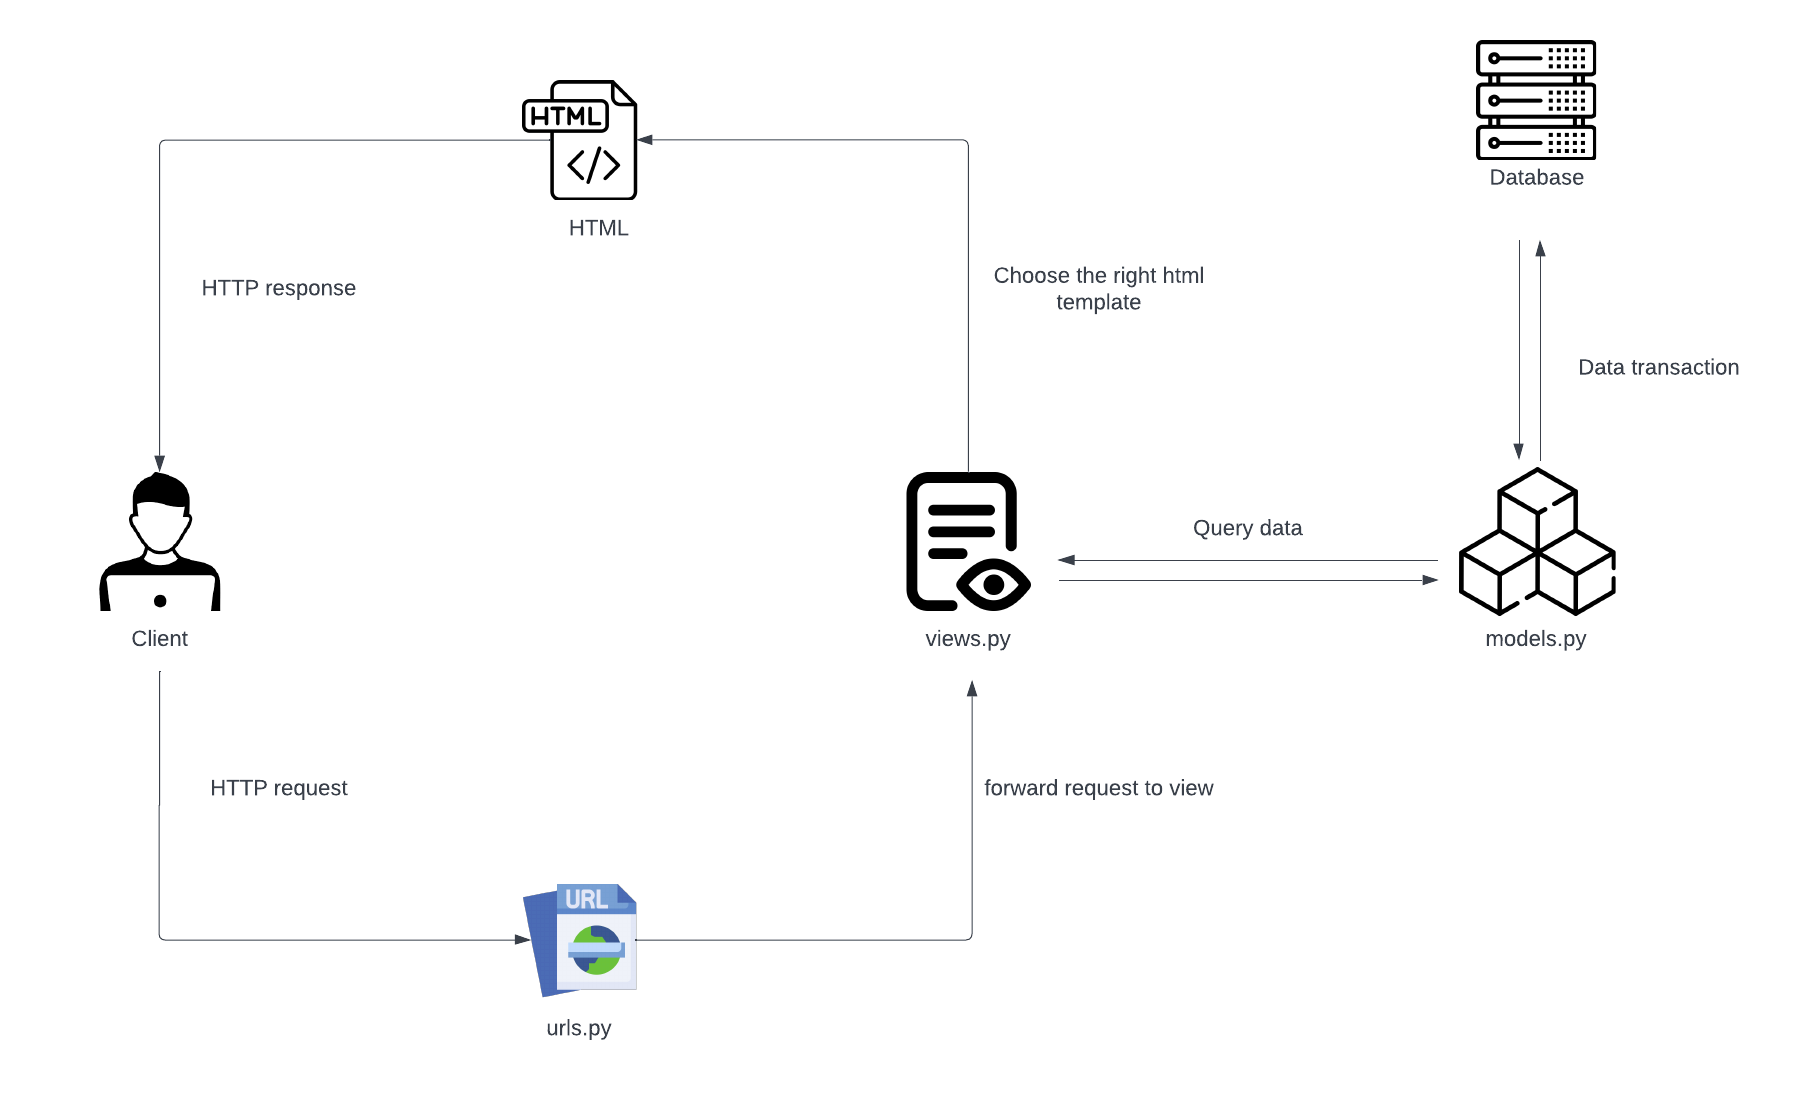 HTML
HTML
Database
HTTP response
Choose the right html
template
Data transaction
Query data
Client
views.py
models.py
HTTP request
forward request to view
URL
urls.py